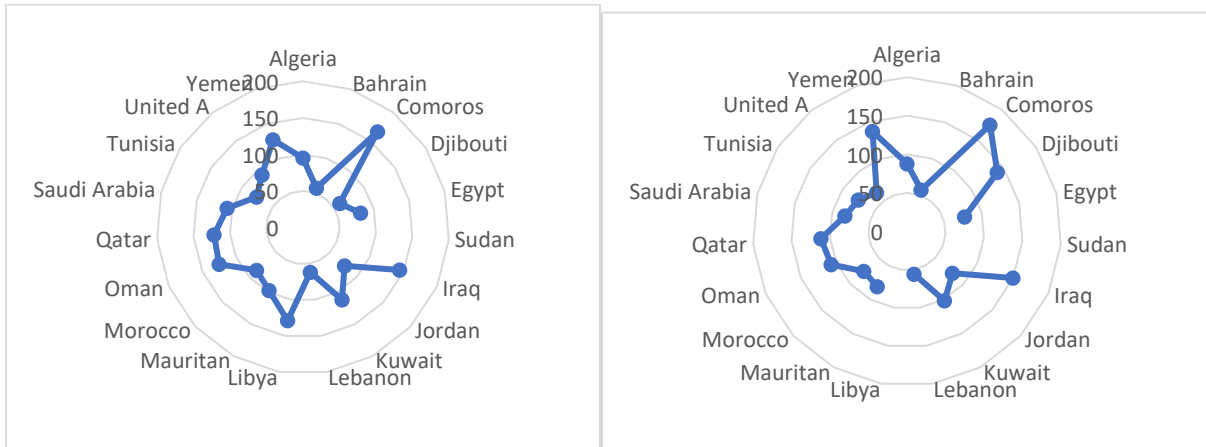 Algeria
Bahrain
Comoros
Djibouti
Egypt
Sudan
Iraq
Jordan
Kuwait
Lebanon
Libya
Mauritan
Morocco
Oman
Qatar
Saudi Arabia
Tunisia
United A
Yemen
200
150
100
50
0
Algeria
Bahrain
Comoros
Djibouti
Egypt
Sudan
Iraq
Jordan
Kuwait
Lebanon
Libya
Mauritan
Morocco
Oman
Qatar
Saudi Arabia
Tunisia
United A
Yemen
200
150
100
50
0